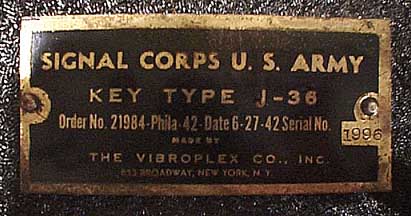 SIGNAL CORPS U. S. ARMY
KEY TYPE J-36
Order No. 21984-Phila-42-Date 6-27-42 Serial No.
1996
MADE BY
THE VIBROPLEX CO., INC.
833 BROADWAY, NEW YORK, N. Y.